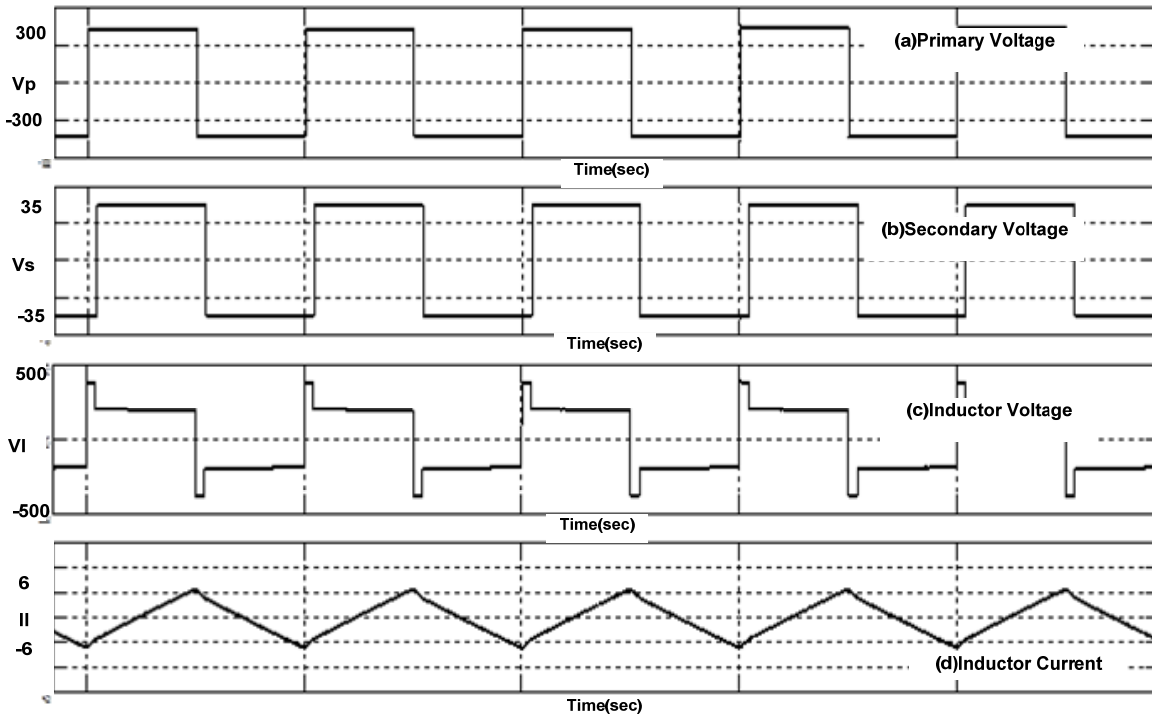 300
(a)Primary Voltage
Vp
-300
Time(sec)
35
(b)Secondary Voltage
Vs
-35
Time(sec)
500
(c)Inductor Voltage
Vl
-500
Time(sec)
6
Il
-6
(d)Inductor Current
Time(sec)